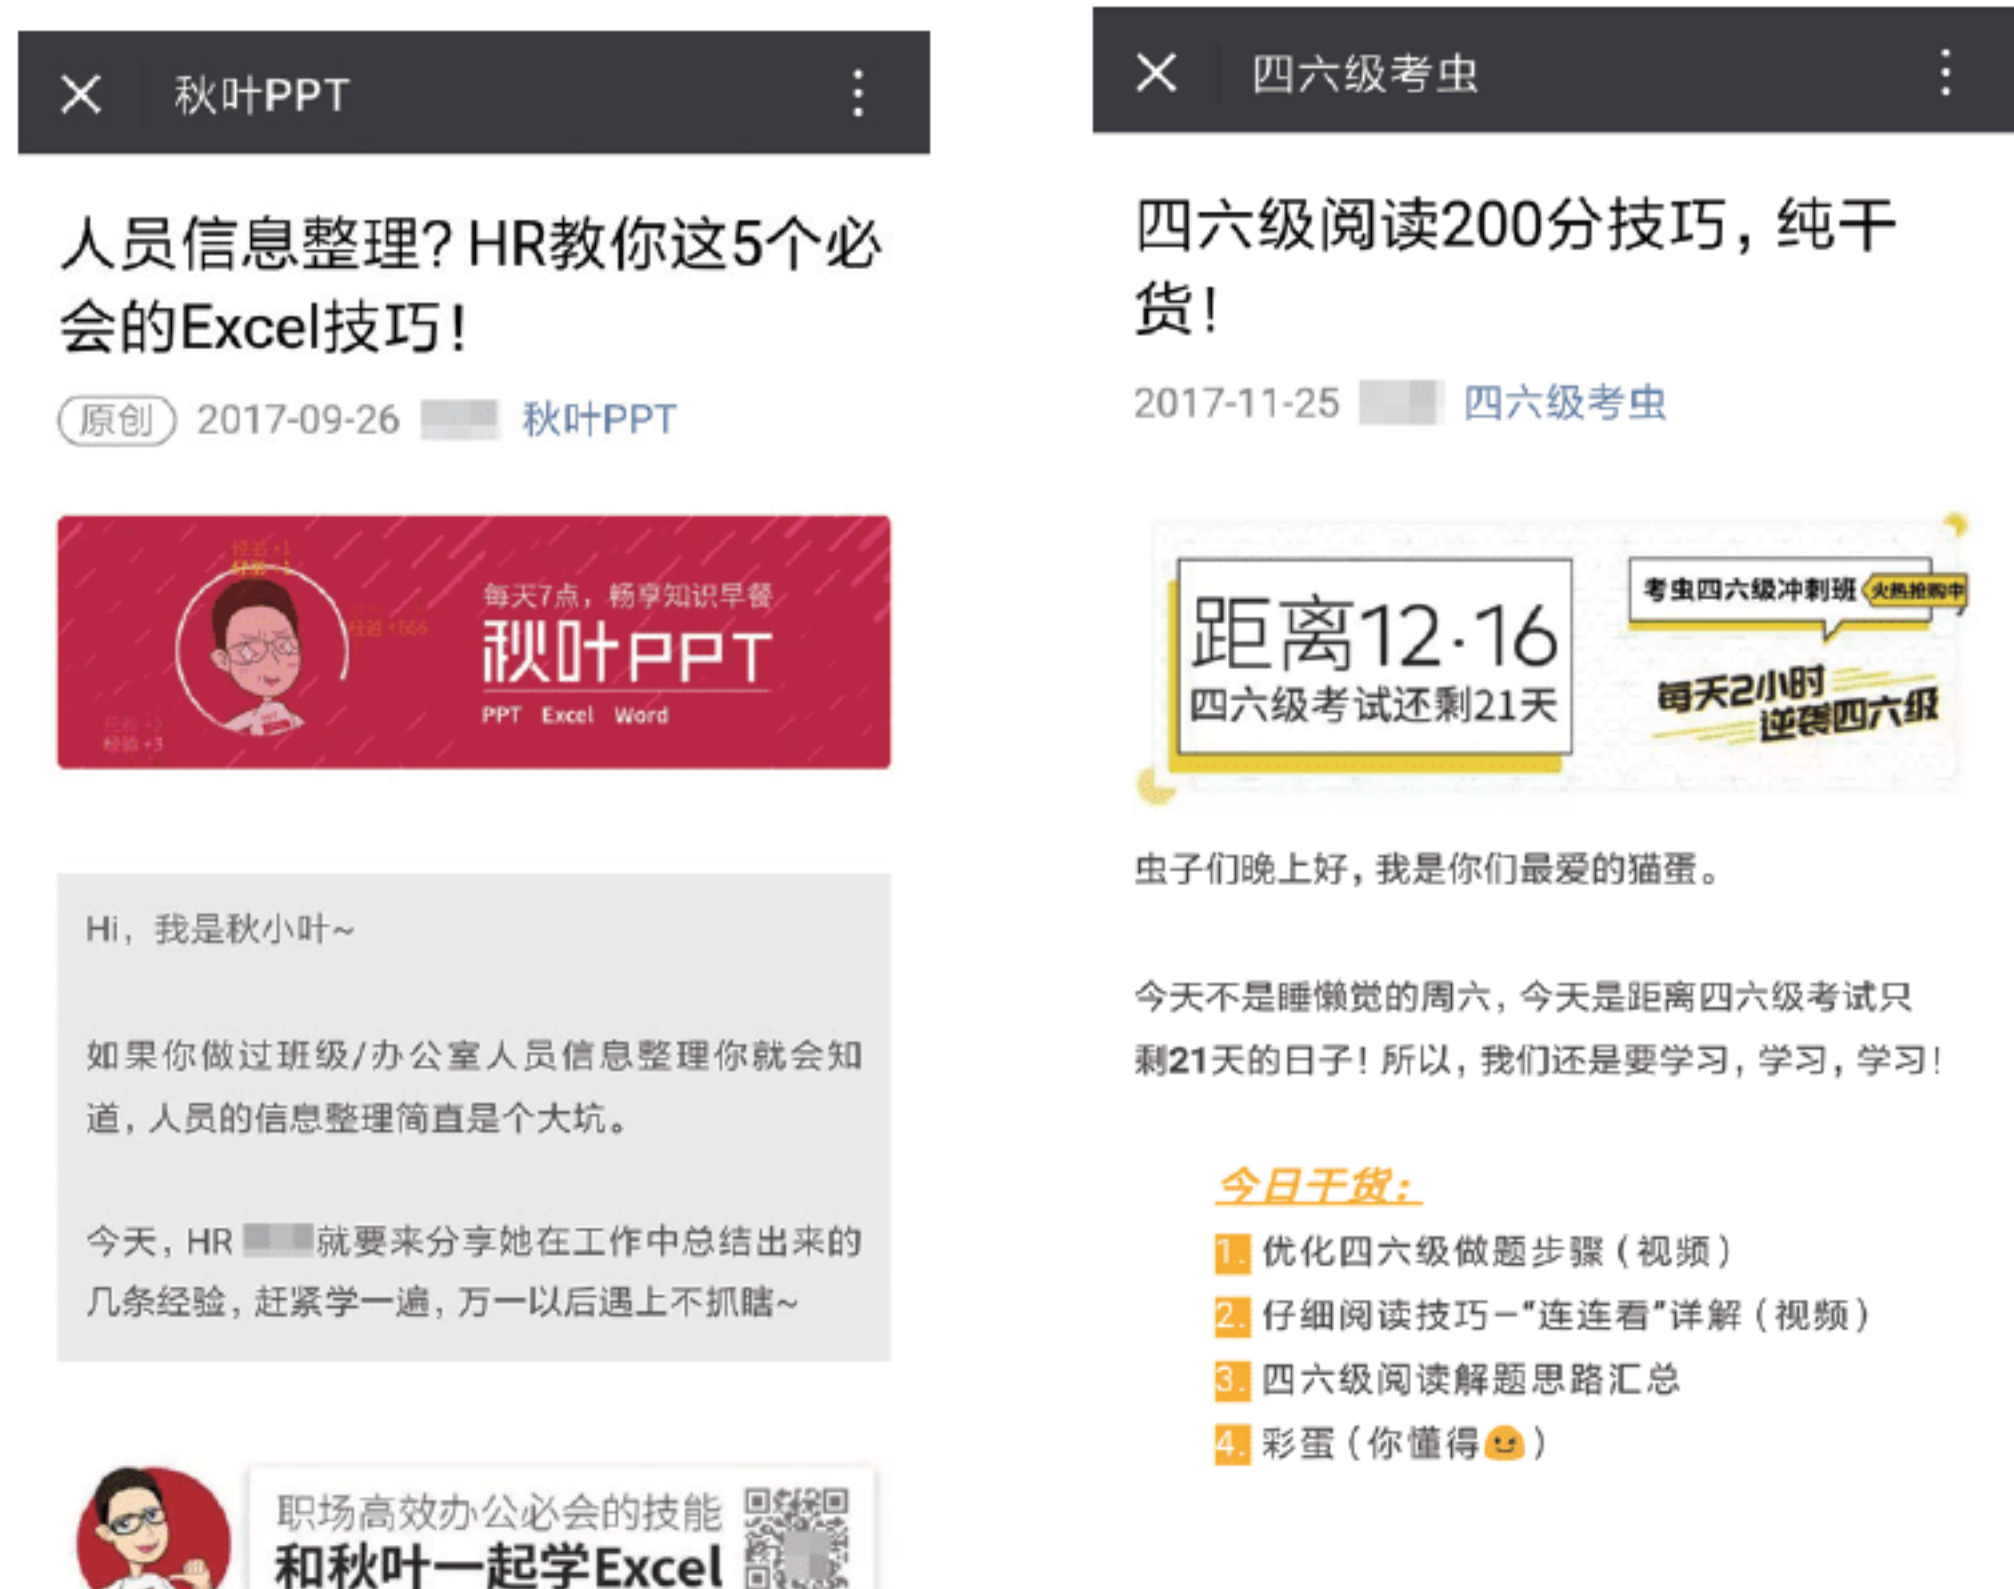 秋叶PPT
人员信息整理？HR教你这5个必
会的Excel技巧！
原创 2017-09-26 秋叶PPT
经验 +666
每天7点，畅享知识早餐
秋叶PPT
PPT Excel Word
经验 +3
Hi，我是秋小叶~
如果你做过班级/办公室人员信息整理你就会知
道，人员的信息整理简直是个大坑。
今天，HR 就要来分享她在工作中总结出来的
几条经验，赶紧学一遍，万一以后遇上不抓瞎~
职场高效办公必会的技能
和秋叶一起学Excel
四六级考虫
四六级阅读200分技巧，纯干
货！
2017-11-25 四六级考虫
距离12·16
四六级考试还剩21天
考虫四六级冲刺班 火热抢购中
每天2小时
逆袭四六级
虫子们晚上好，我是你们最爱的猫蛋。
今天不是睡懒觉的周六，今天是距离四六级考试只
剩21天的日子！所以，我们还是要学习，学习，学习！
今日干货：
1. 优化四六级做题步骤（视频）
2. 仔细阅读技巧–“连连看”详解（视频）
3. 四六级阅读解题思路汇总
4. 彩蛋（你懂得😉）